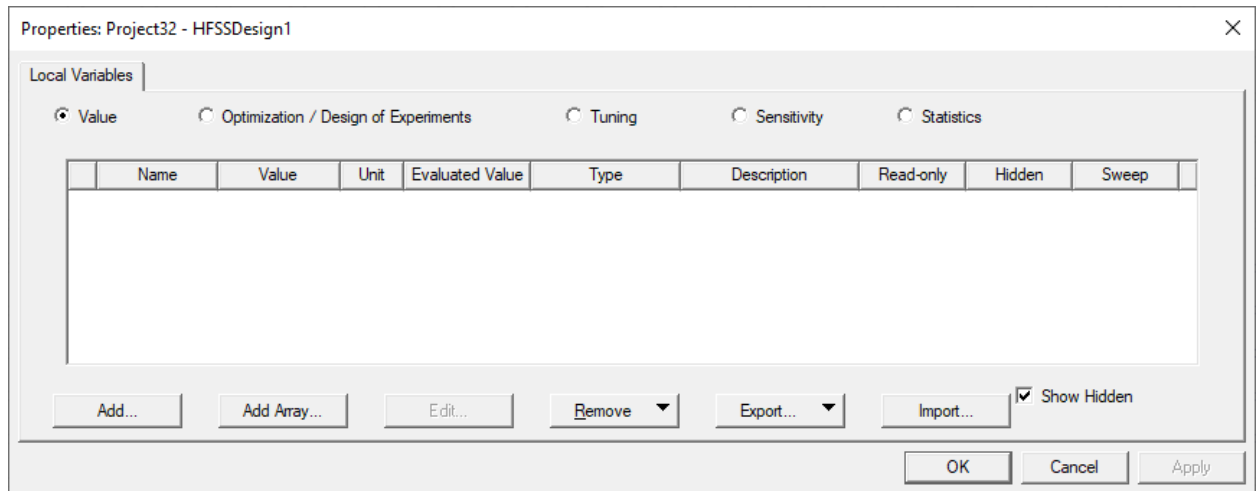 Properties: Project32 - HFSSDesign1
Local Variables
Value Optimization / Design of Experiments Tuning Sensitivity Statistics
Name Value Unit Evaluated Value Type Description Read-only Hidden Sweep
Add... Add Array... Edit... Remove Export... Import... Show Hidden
OK Cancel Apply